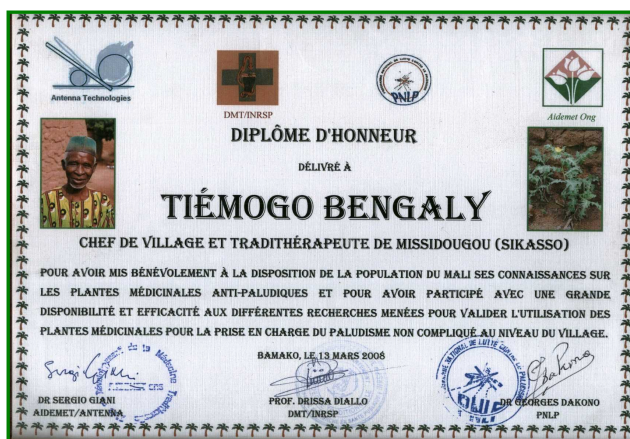 Antenna Technologies
DMT/INRSP
PNLP
Aidemet Ong
DIPLÔME D'HONNEUR
DÉLIVRÉ À
TIÉMOGO BENGALY
CHEF DE VILLAGE ET TRADITHÉRAPEUTE DE MISSIDOUGOU (SIKASSO)
POUR AVOIR MIS BÉNÉVOLEMENT À LA DISPOSITION DE LA POPULATION DU MALI SES CONNAISSANCES SUR
LES PLANTES MÉDICINALES ANTI-PALUDIQUES ET POUR AVOIR PARTICIPÉ AVEC UNE GRANDE
DISPONIBILITÉ ET EFFICACITÉ AUX DIFFÉRENTES RECHERCHES MENÉES POUR VALIDER L'UTILISATION DES
PLANTES MÉDICINALES POUR LA PRISE EN CHARGE DU PALUDISME NON COMPLIQUÉ AU NIVEAU DU VILLAGE.
BAMAKO, LE 13 MARS 2008
DR SERGIO GIANI
AIDEMET/ANTENNA
PROF. DRISSA DIALLO
DMT/INRSP
DR GEORGES DAKONO
PNLP